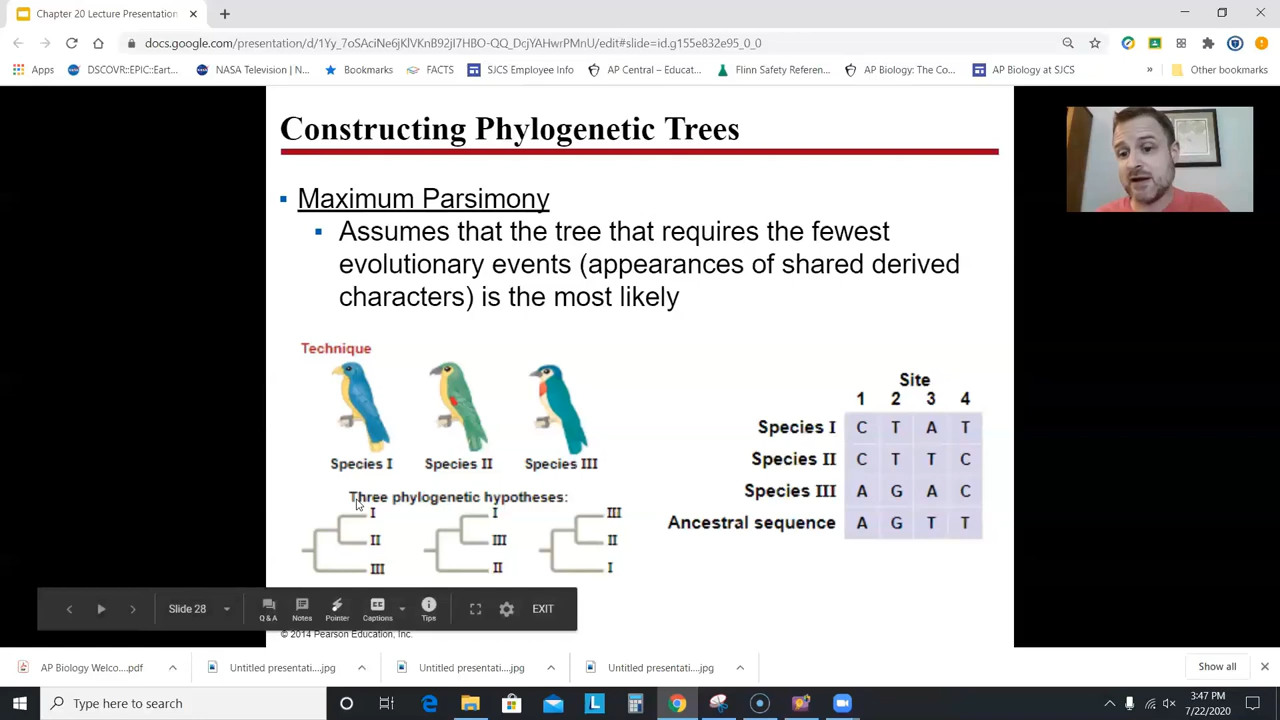 Chapter 20 Lecture Presentation
docs.google.com/presentation/d/1Yy_7oSAciNe6jKlVKnB92iI7HBO-QQ_DcjYAHwrPMnU/edit#slide=id.g155e832e95_0_0
Apps DSCOVR::EPIC::Eart... NASA Television | N... Bookmarks FACTS SJCS Employee Info AP Central – Educat... Flinn Safety Referen... AP Biology: The Co... AP Biology at SJCS » Other bookmarks
Constructing Phylogenetic Trees
Maximum Parsimony
Assumes that the tree that requires the fewest
evolutionary events (appearances of shared derived
characters) is the most likely
Technique
Species I Species II Species III
Three phylogenetic hypotheses:
I I III
II III II
III II I
Site
1 2 3 4
Species I C T A T
Species II C T T C
Species III A G A C
Ancestral sequence A G T T
Slide 28 Q & A Notes Pointer Captions Tips EXIT
© 2014 Pearson Education, Inc.
AP Biology Welco....pdf Untitled presentati....jpg Untitled presentati....jpg Untitled presentati....jpg Show all
Type here to search
3:47 PM
7/22/2020